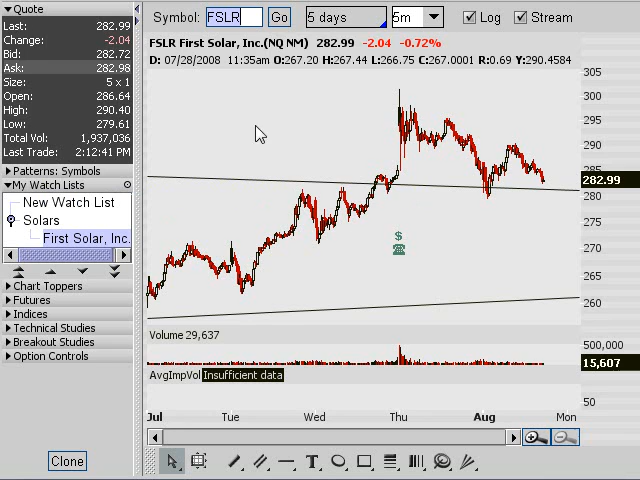 Quote
Last: 282.99
Change: -2.04
Bid: 282.72
Ask: 282.98
Size: 5 x 1
Open: 286.64
High: 290.40
Low: 279.61
Total Vol: 1,937,036
Last Trade: 2:12:41 PM
Patterns: Symbols
My Watch Lists
New Watch List
Solars
First Solar, Inc.
Chart Toppers
Futures
Indices
Technical Studies
Breakout Studies
Option Controls
Clone
Symbol: FSLR Go 5 days 5m Log Stream
FSLR First Solar, Inc.(NQ NM) 282.99 -2.04 -0.72%
D: 07/28/2008 11:35am O:267.20 H:267.44 L:266.75 C:267.0001 R:0.69 Y:290.4584
305
300
295
290
285
282.99
280
275
270
265
260
$
Volume 29,637
500,000
15,607
AvgImpVol Insufficient data
50
Jul Tue Wed Thu Aug Mon
T